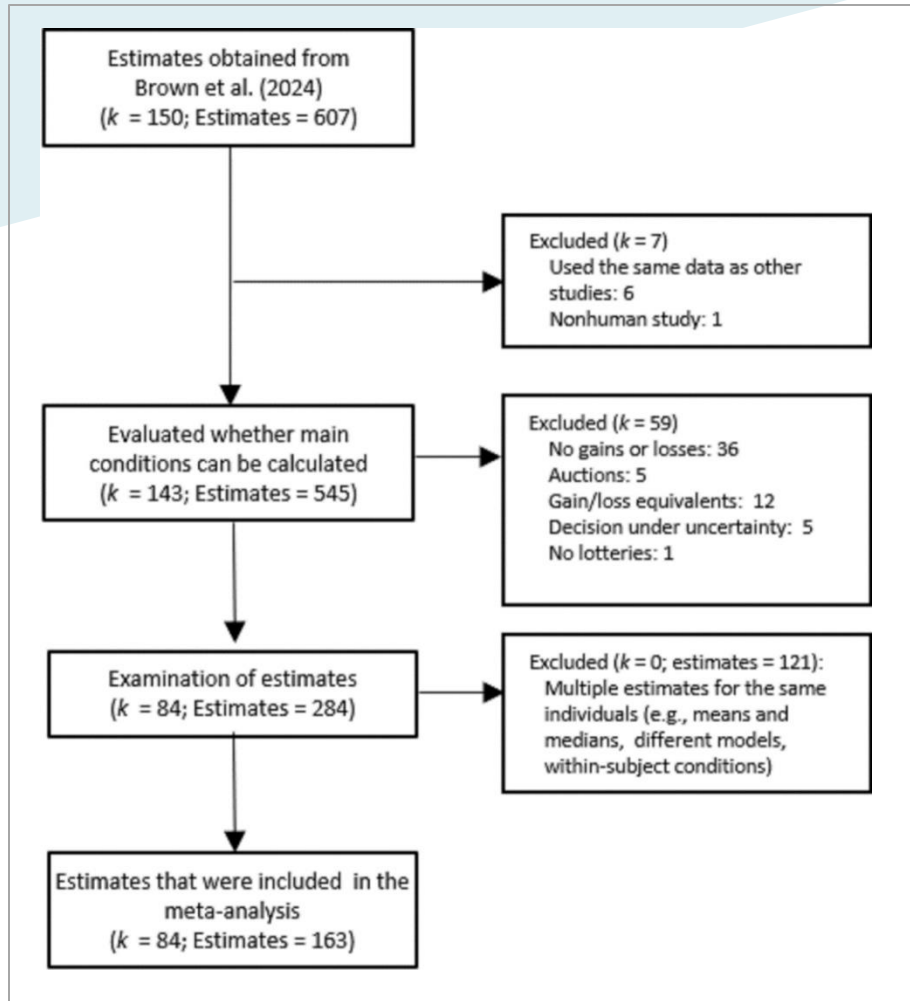 Estimates obtained from
Brown et al. (2024)
(k = 150; Estimates = 607)
Excluded (k = 7)
Used the same data as other
studies: 6
Nonhuman study: 1
Evaluated whether main
conditions can be calculated
(k = 143; Estimates = 545)
Excluded (k = 59)
No gains or losses: 36
Auctions: 5
Gain/loss equivalents: 12
Decision under uncertainty: 5
No lotteries: 1
Examination of estimates
(k = 84; Estimates = 284)
Excluded (k = 0; estimates = 121):
Multiple estimates for the same
individuals (e.g., means and
medians, different models,
within-subject conditions)
Estimates that were included in the
meta-analysis
(k = 84; Estimates = 163)